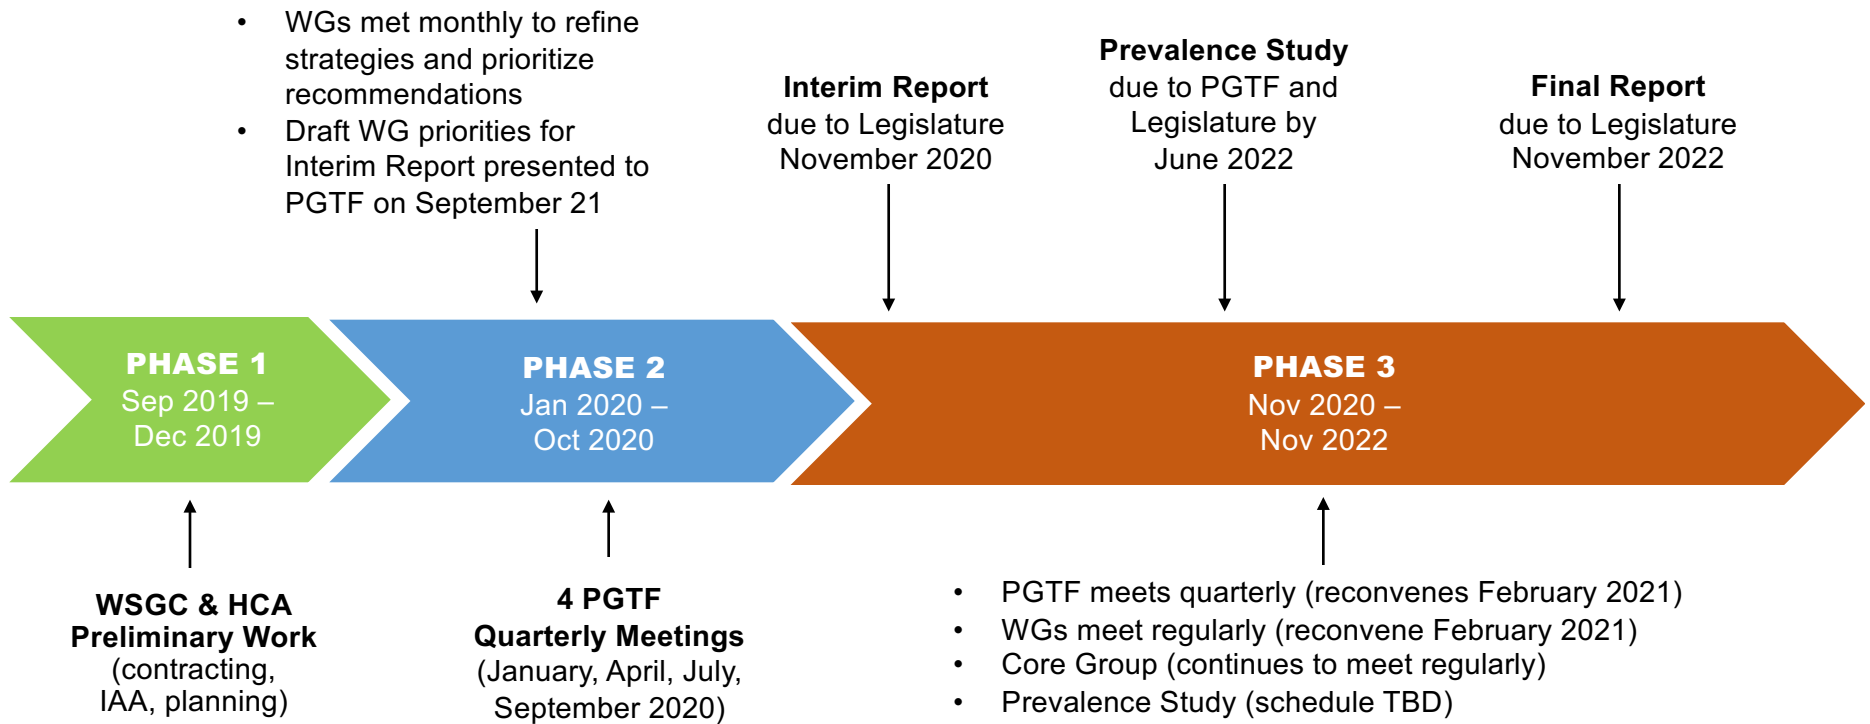 • WGs met monthly to refine
strategies and prioritize
recommendations
• Draft WG priorities for
Interim Report presented to
PGTF on September 21
Interim Report
due to Legislature
November 2020
Prevalence Study
due to PGTF and
Legislature by
June 2022
Final Report
due to Legislature
November 2022
PHASE 1
Sep 2019 –
Dec 2019
PHASE 2
Jan 2020 –
Oct 2020
PHASE 3
Nov 2020 –
Nov 2022
WSGC & HCA
Preliminary Work
(contracting,
IAA, planning)
4 PGTF
Quarterly Meetings
(January, April, July,
September 2020)
• PGTF meets quarterly (reconvenes February 2021)
• WGs meet regularly (reconvene February 2021)
• Core Group (continues to meet regularly)
• Prevalence Study (schedule TBD)